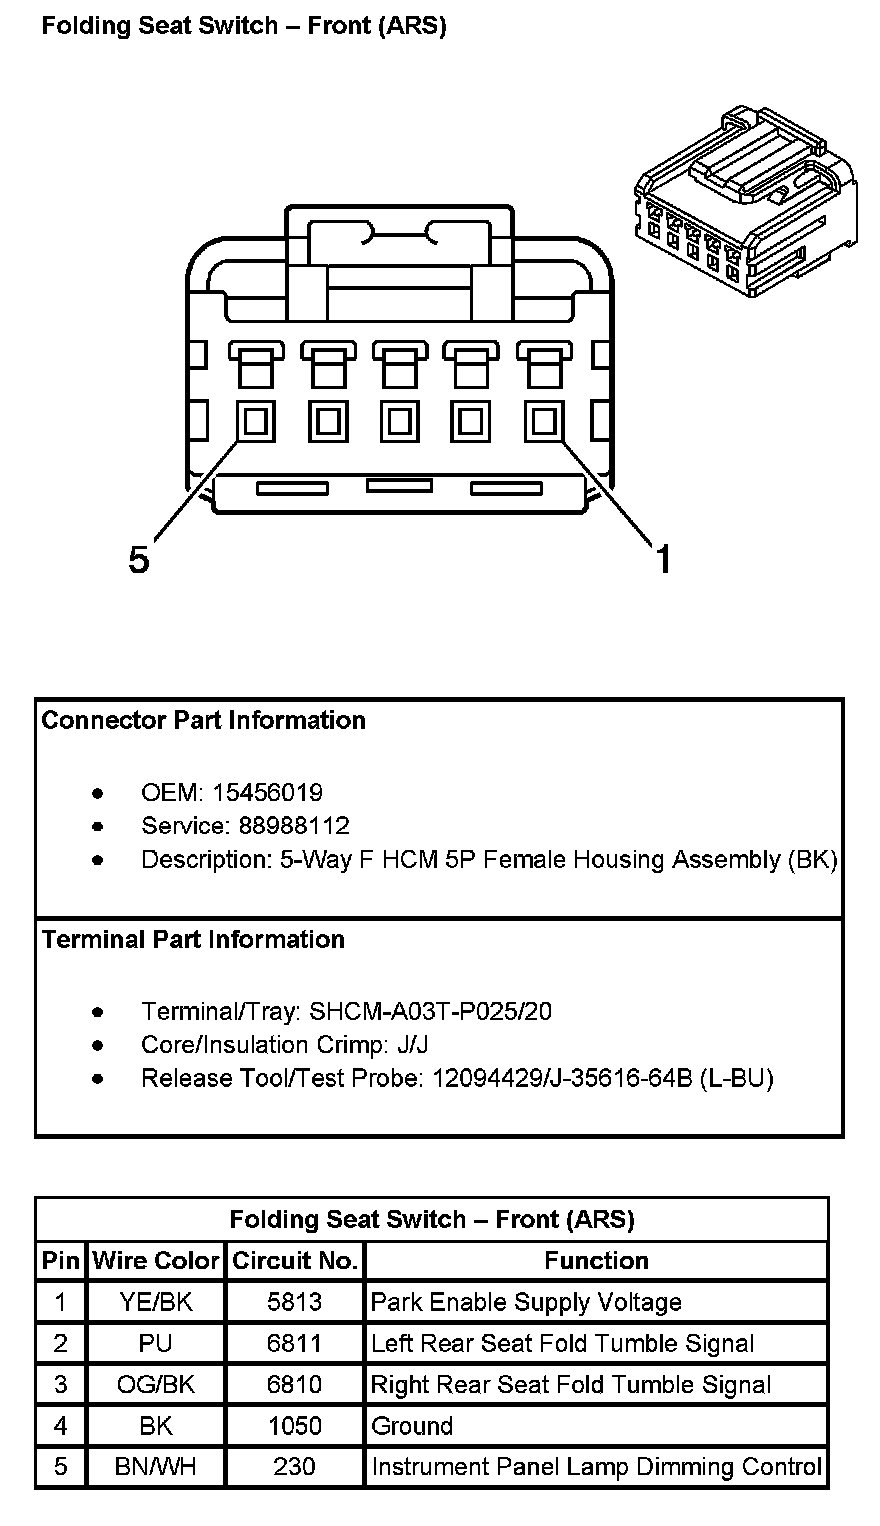 Folding Seat Switch – Front (ARS)
5
1
Connector Part Information
● OEM: 15456019
● Service: 88988112
● Description: 5-Way F HCM 5P Female Housing Assembly (BK)
Terminal Part Information
● Terminal/Tray: SHCM-A03T-P025/20
● Core/Insulation Crimp: J/J
● Release Tool/Test Probe: 12094429/J-35616-64B (L-BU)
Folding Seat Switch – Front (ARS)
Pin Wire Color Circuit No. Function
1 YE/BK 5813 Park Enable Supply Voltage
2 PU 6811 Left Rear Seat Fold Tumble Signal
3 OG/BK 6810 Right Rear Seat Fold Tumble Signal
4 BK 1050 Ground
5 BN/WH 230 Instrument Panel Lamp Dimming Control